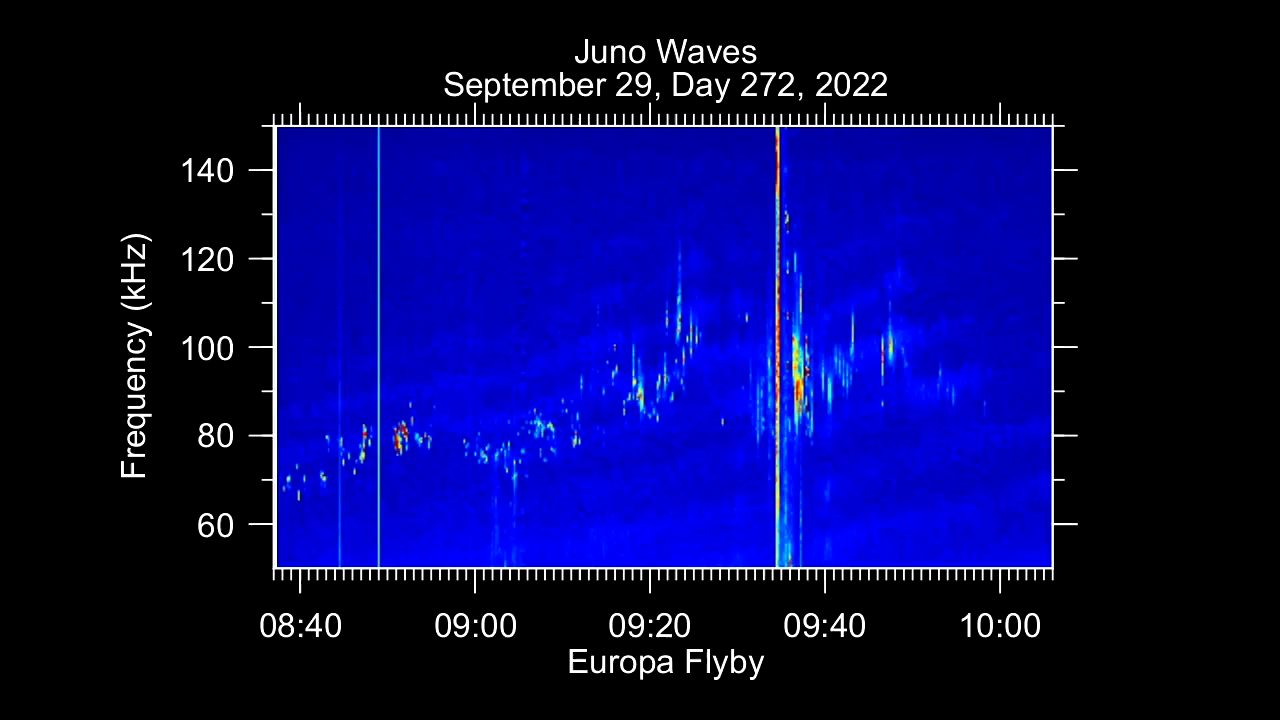 Juno Waves
September 29, Day 272, 2022
140
120
100
80
60
Frequency (kHz)
08:40 09:00 09:20 09:40 10:00
Europa Flyby